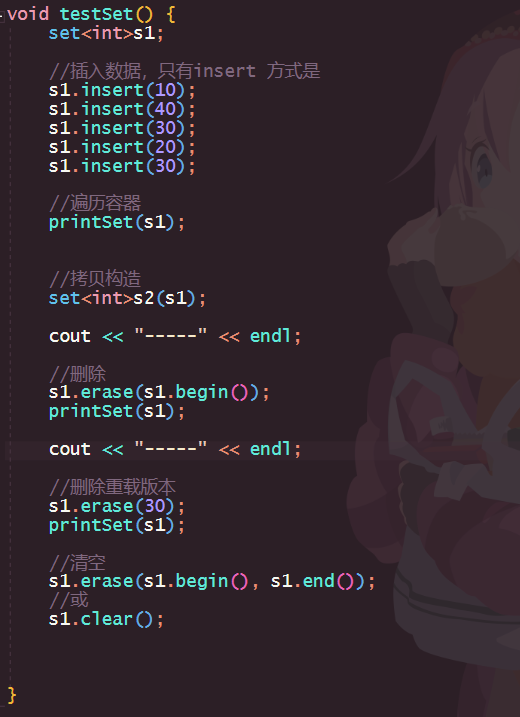 void testSet() {
set<int>s1;
//插入数据，只有insert 方式是
s1.insert(10);
s1.insert(40);
s1.insert(30);
s1.insert(20);
s1.insert(30);
//遍历容器
printSet(s1);
//拷贝构造
set<int>s2(s1);
cout << "-----" << endl;
//删除
s1.erase(s1.begin());
printSet(s1);
cout << "-----" << endl;
//删除重载版本
s1.erase(30);
printSet(s1);
//清空
s1.erase(s1.begin(), s1.end());
//或
s1.clear();
}